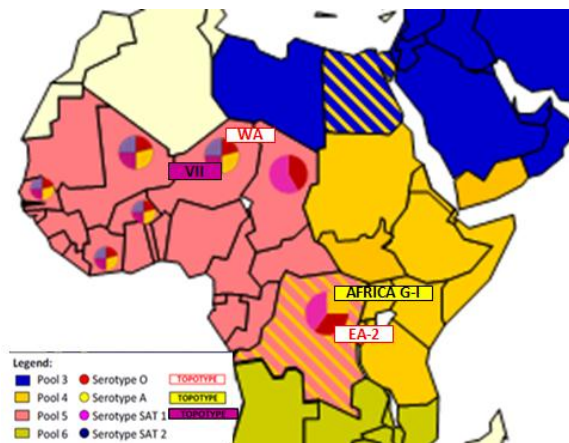 WA
VII
AFRICA G-I
EA-2
Legend:
Pool 3
Serotype O
TOPOTYPE
Pool 4
Serotype A
TOPOTYPE
Pool 5
Serotype SAT 1
TOPOTYPE
Pool 6
Serotype SAT 2